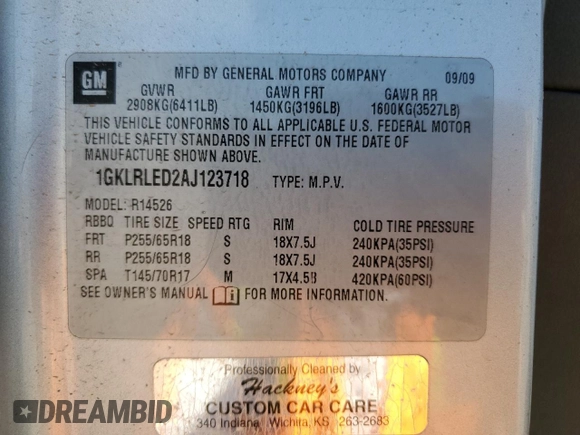 GM
MFD BY GENERAL MOTORS COMPANY 09/09
GVWR GAWR FRT GAWR RR
2908KG(6411LB) 1450KG(3196LB) 1600KG(3527LB)
THIS VEHICLE CONFORMS TO ALL APPLICABLE U.S. FEDERAL MOTOR
VEHICLE SAFETY STANDARDS IN EFFECT ON THE DATE OF
MANUFACTURE SHOWN ABOVE.
1GKLRLED2AJ123718 TYPE: M.P.V.
MODEL: R14526
RBBQ TIRE SIZE SPEED RTG RIM COLD TIRE PRESSURE
FRT P255/65R18 S 18X7.5J 240KPA(35PSI)
RR P255/65R18 S 18X7.5J 240KPA(35PSI)
SPA T145/70R17 M 17X4.5B 420KPA(60PSI)
SEE OWNER'S MANUAL FOR MORE INFORMATION.
Professionally Cleaned by
Hackney's
CUSTOM CAR CARE
340 Indiana Wichita, KS 263-2683
DREAMBID